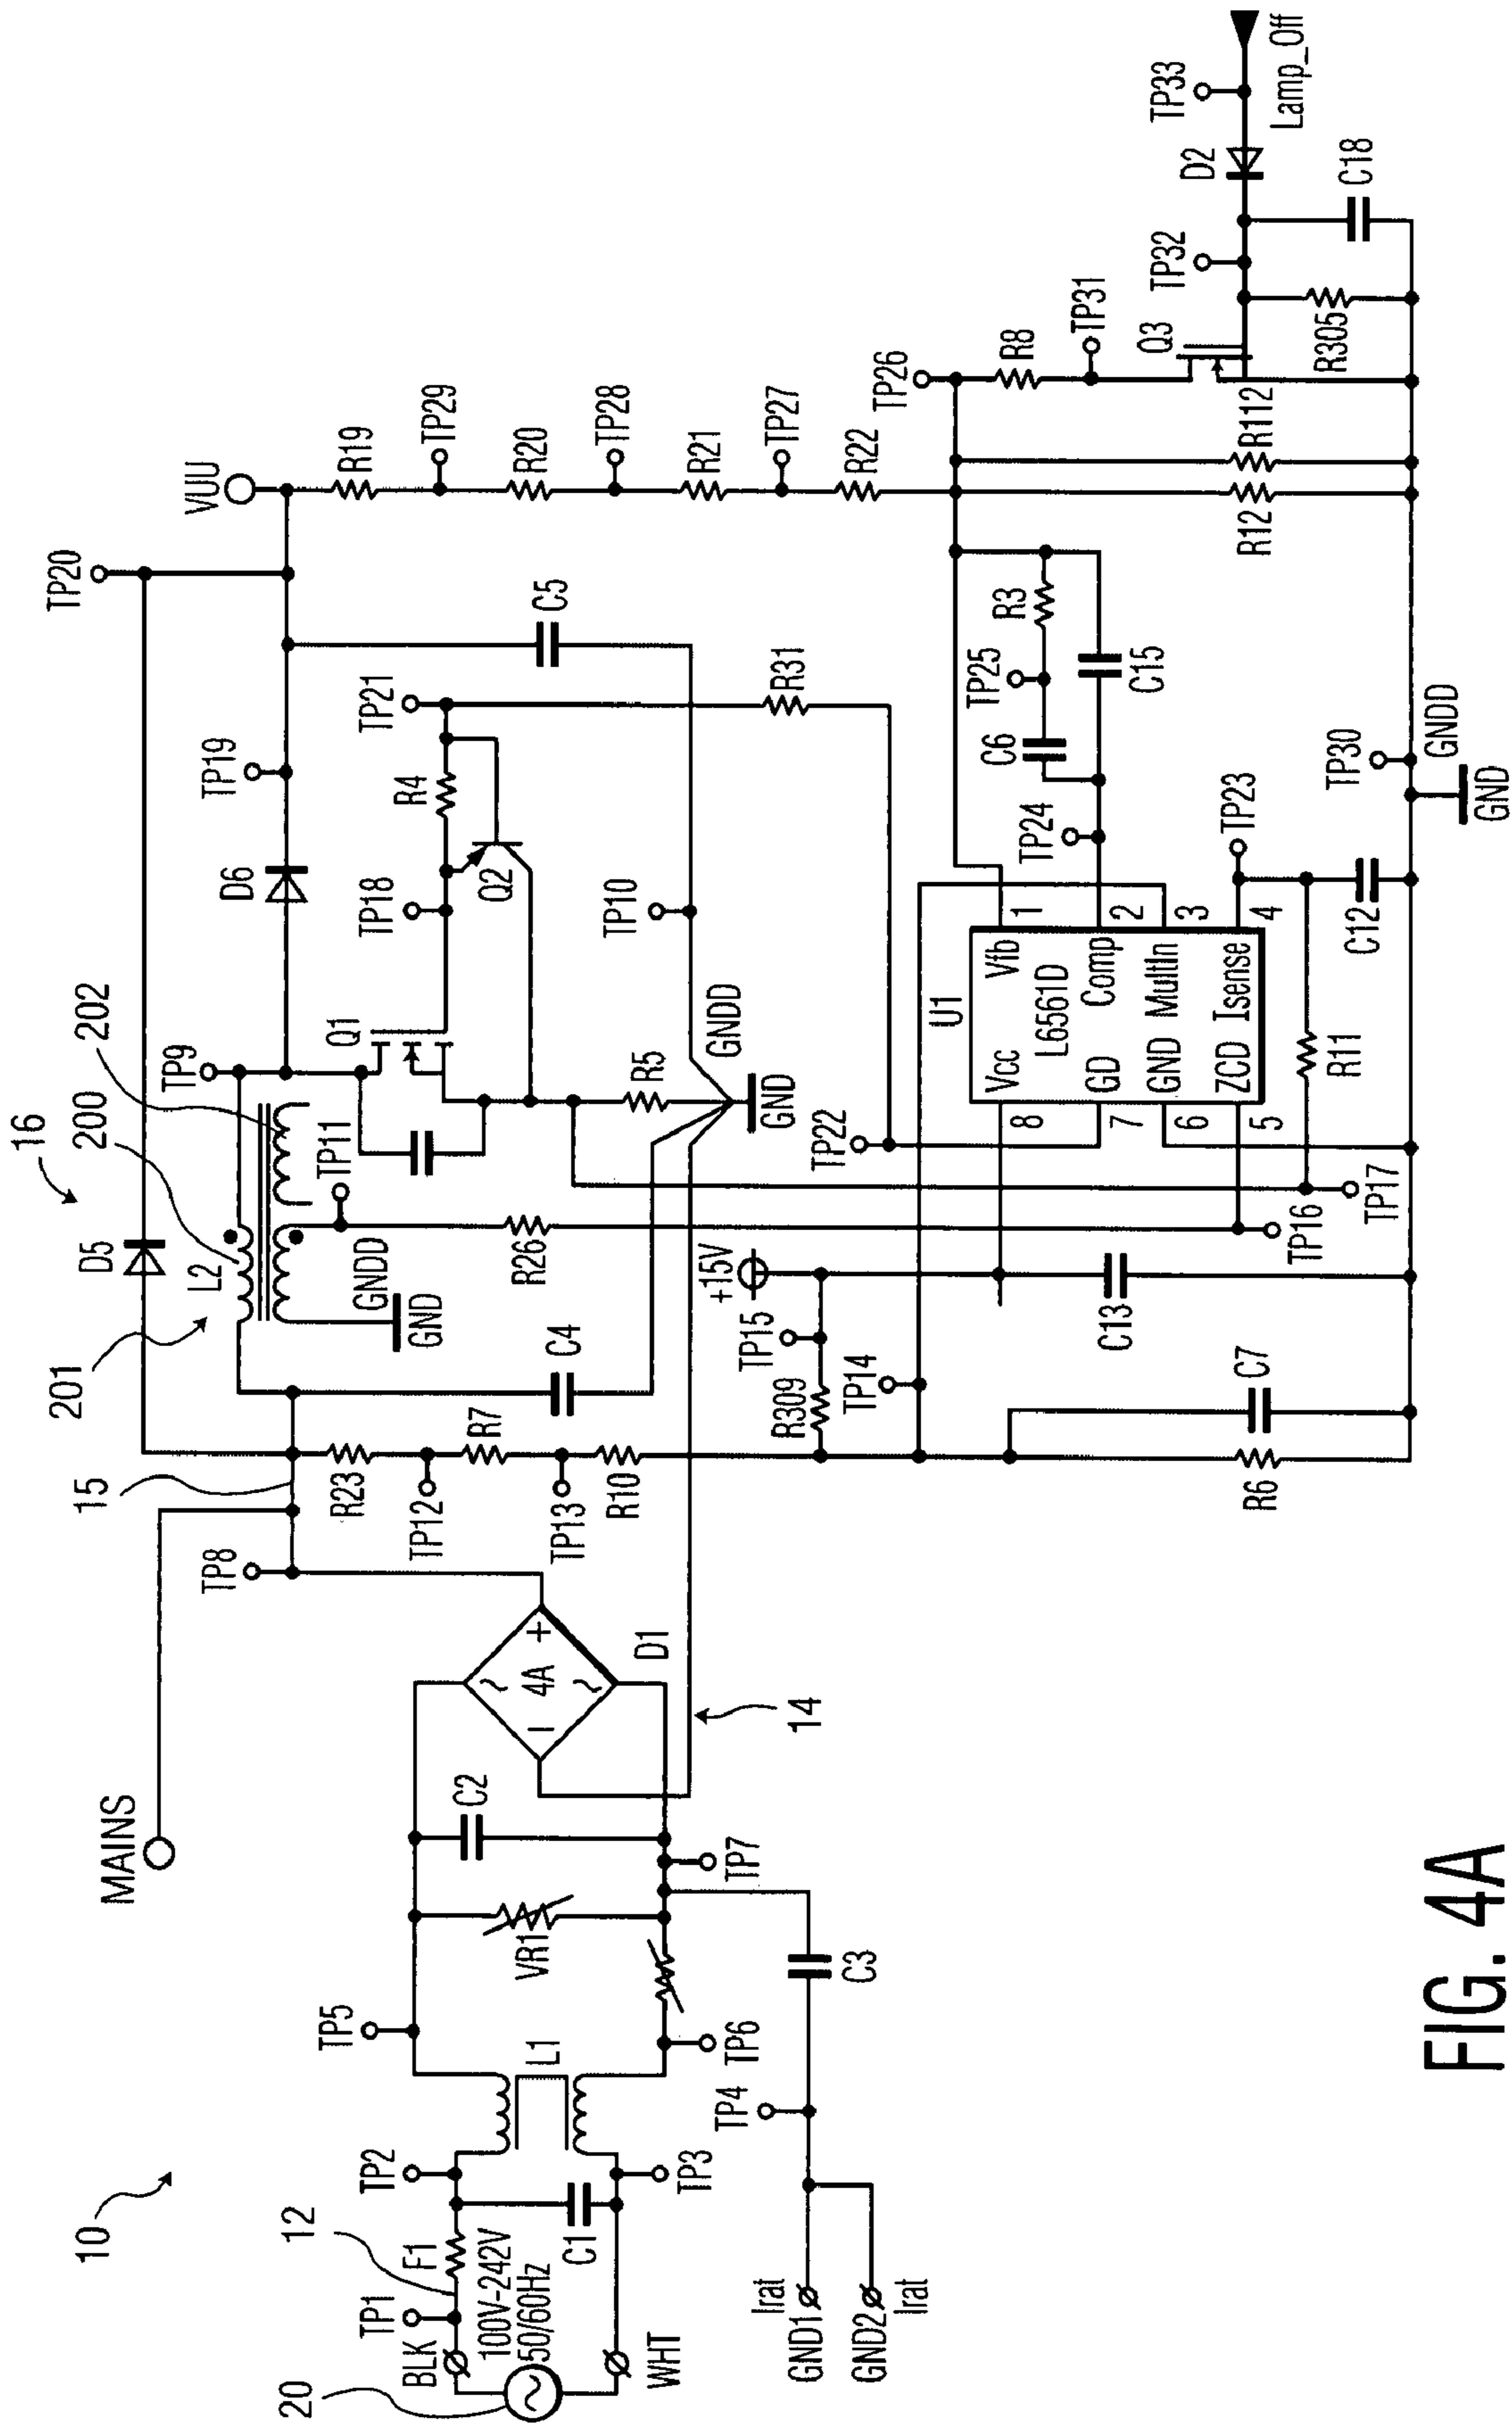 10
20
BLK
TP1
12
F1
100V-242V
50/60Hz
WHT
TP2
C1
TP3
L1
TP5
TP6
VR1
C2
TP7
TP4
C3
Irat
GND1
GND2
Irat
MAINS
4A
+
−
D1
14
TP8
15
16
201
200
202
D5
L2
TP9
TP11
GNDD
GND
R23
TP12
R7
TP13
R10
C4
R26
Q1
TP18
R4
Q2
TP21
R5
TP10
GNDD
GND
D6
TP19
TP20
C5
R31
VUU
R19
TP29
R20
TP28
R21
TP27
R22
TP26
R8
TP31
Q3
TP32
D2
TP33
Lamp_Off
C18
R305
R112
R12
R3
TP25
C6
C15
TP24
U1
L6561D
Vcc
Vfb
GD
Comp
GND
MultIn
ZCD
Isense
8
7
6
5
1
2
3
4
TP22
TP23
C12
R11
TP17
TP16
+15V
TP15
R309
TP14
C13
C7
R6
TP30
GNDD
GND
FIG. 4A